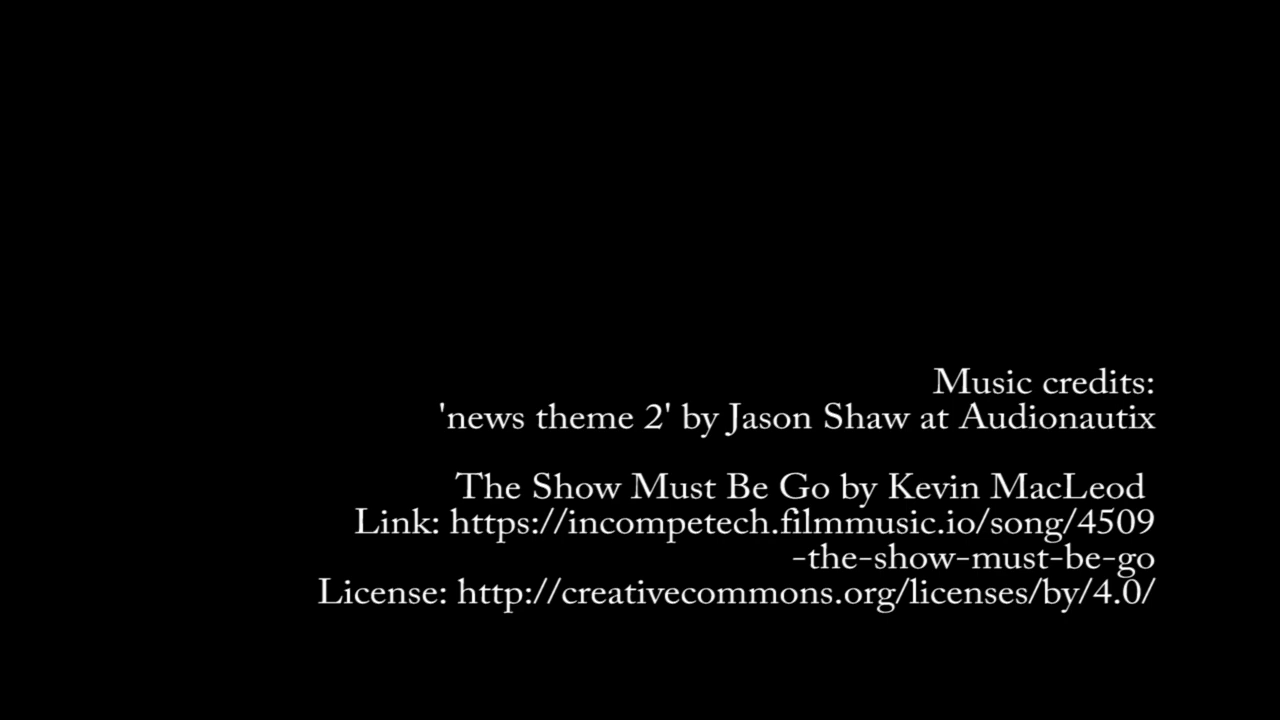 Music credits:
'news theme 2' by Jason Shaw at Audionautix
The Show Must Be Go by Kevin MacLeod
Link: https://incompetech.filmmusic.io/song/4509
-the-show-must-be-go
License: http://creativecommons.org/licenses/by/4.0/